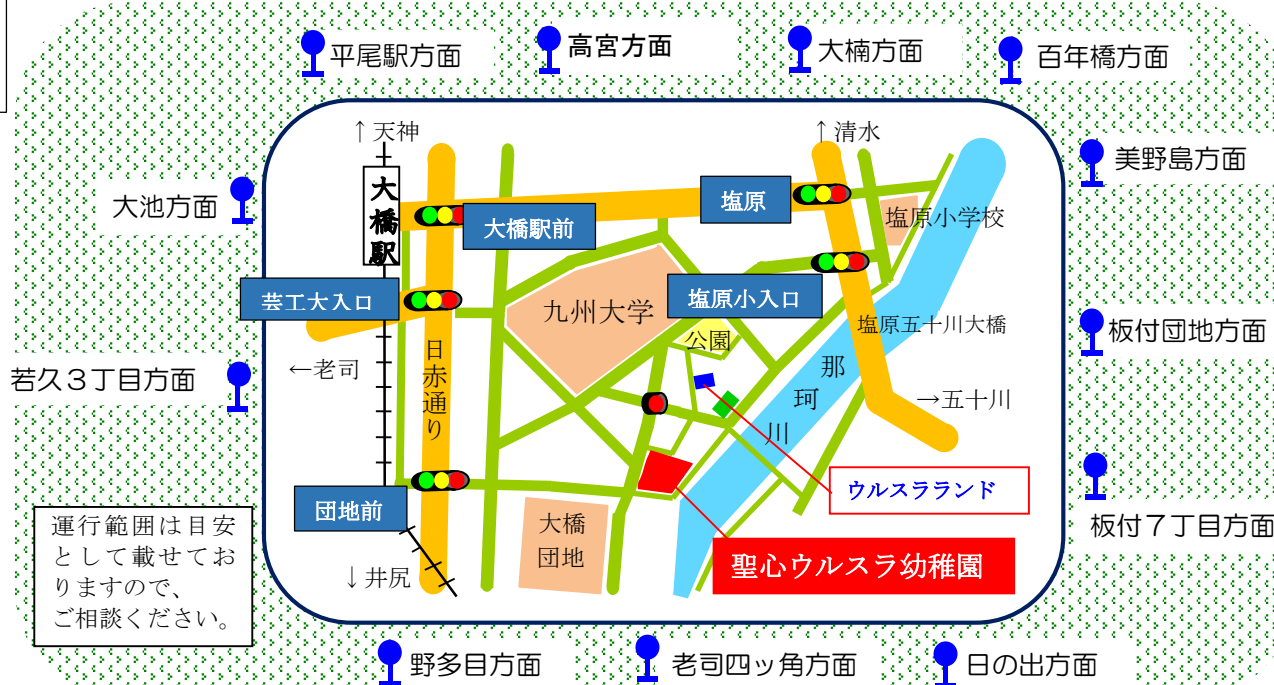 平尾駅方面
高宮方面
大楠方面
百年橋方面
↑天神
↑清水
美野島方面
大池方面
大橋駅
塩原
大橋駅前
塩原小学校
芸工大入口
九州大学
塩原小入口
塩原五十川大橋
公園
板付団地方面
若久３丁目方面
←老司
日赤通り
那珂川
→五十川
ウルスラランド
団地前
板付７丁目方面
運行範囲は目安
として載せてお
りますので、
ご相談ください。
大橋
団地
聖心ウルスラ幼稚園
↓井尻
野多目方面
老司四ッ角方面
日の出方面